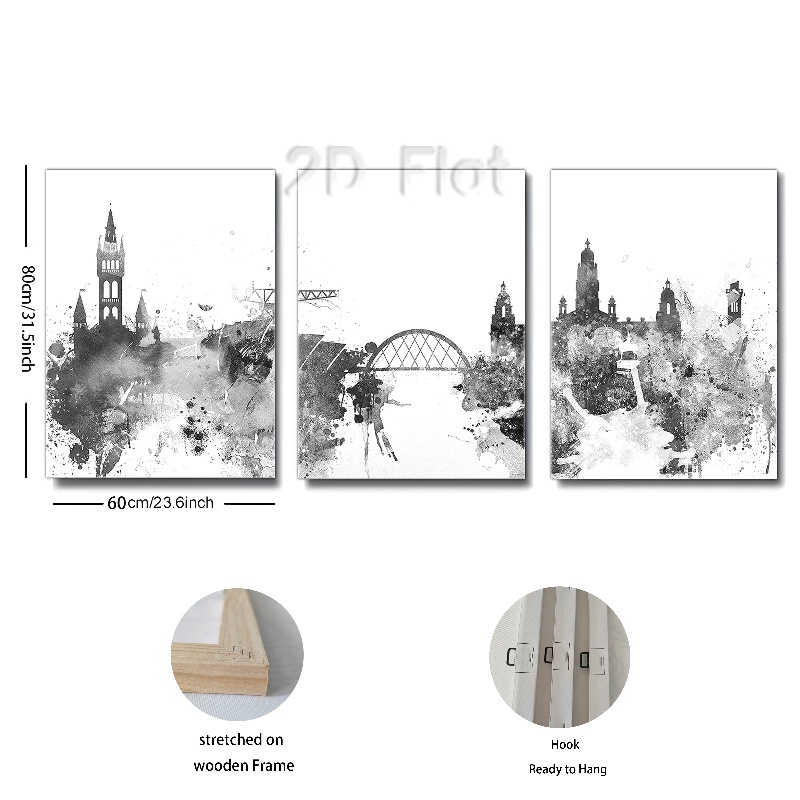 2D Flat
80cm/31.5inch
60cm/23.6inch
stretched on
wooden Frame
Hook
Ready to Hang